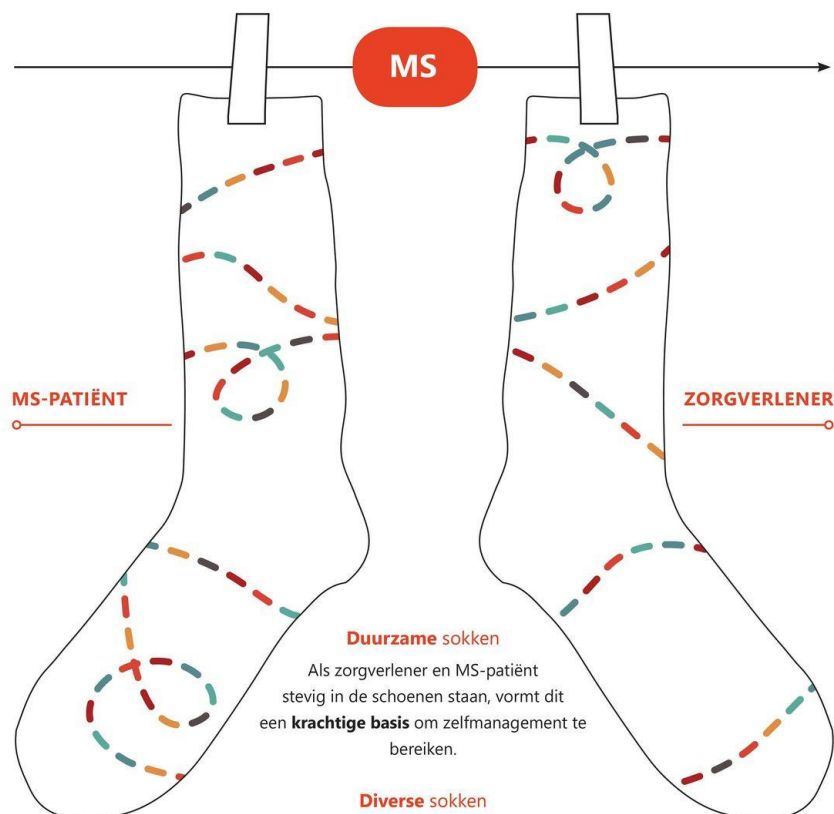 MS
MS-PATIËNT
ZORGVERLENER
Duurzame sokken
Als zorgverlener en MS-patiënt
stevig in de schoenen staan, vormt dit
een krachtige basis om zelfmanagement te
bereiken.
Diverse sokken